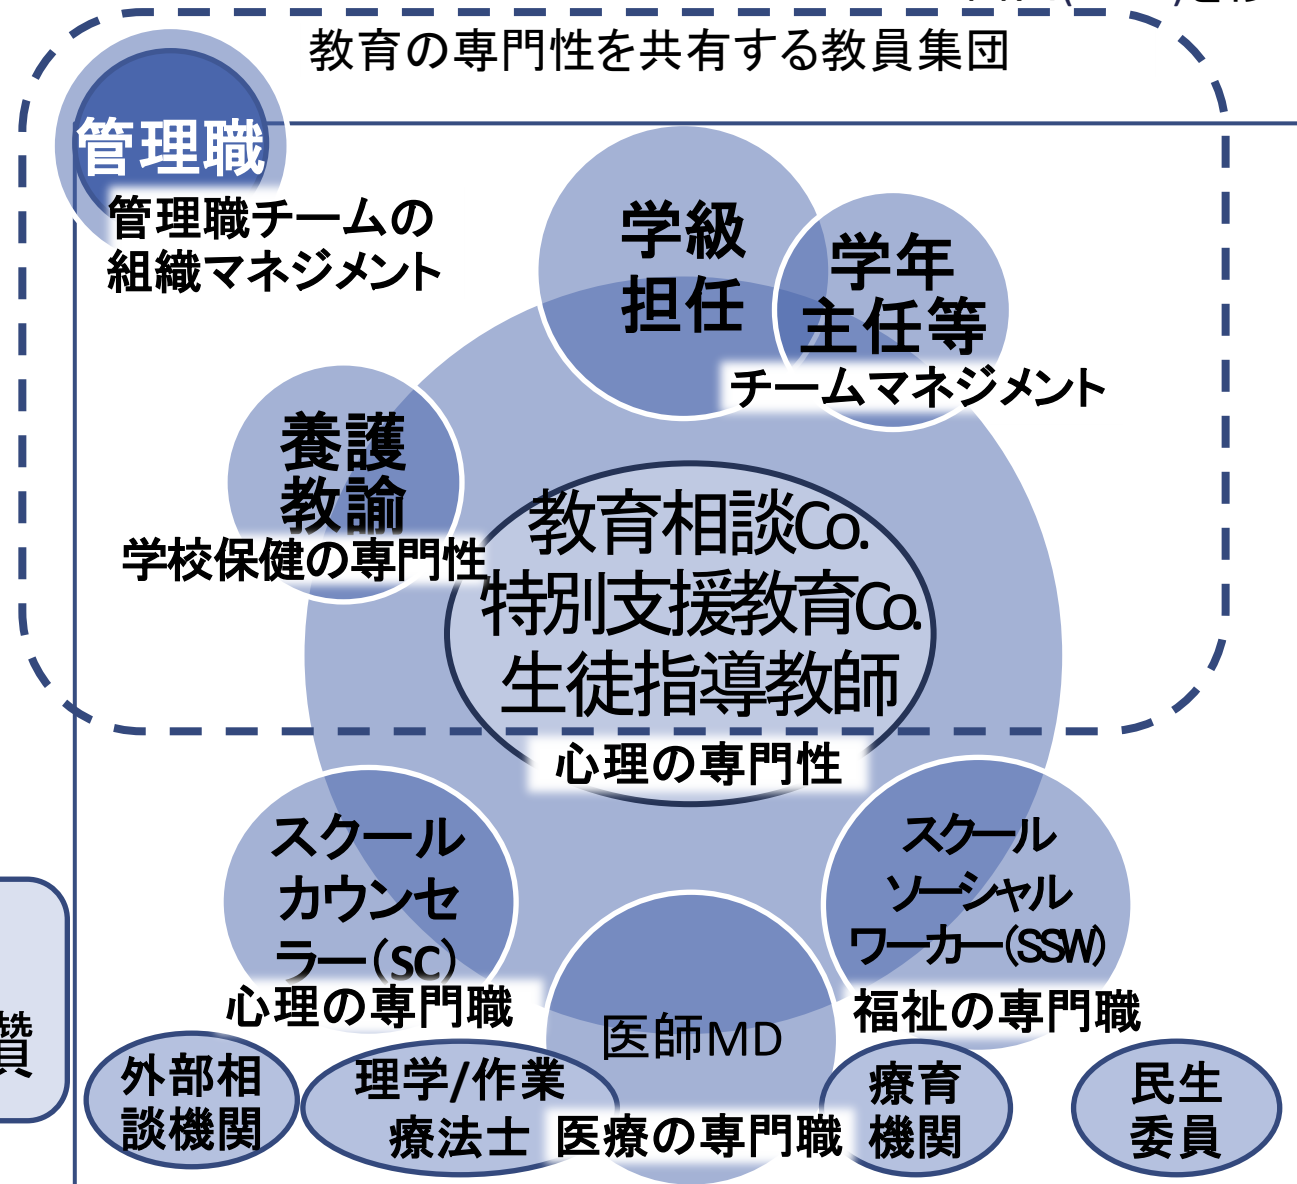 教育の専門性を共有する教員集団
管理職
管理職チームの
組織マネジメント
学級
担任
学年
主任等
チームマネジメント
養護
教諭
学校保健の専門性
教育相談Co.
特別支援教育Co.
生徒指導教師
心理の専門性
スクール
カウンセ
ラー(SC)
心理の専門職
スクール
ソーシャル
ワーカー(SSW)
福祉の専門職
医師MD
医療の専門職
外部相
談機関
理学/作業
療法士
療育
機関
民生
委員